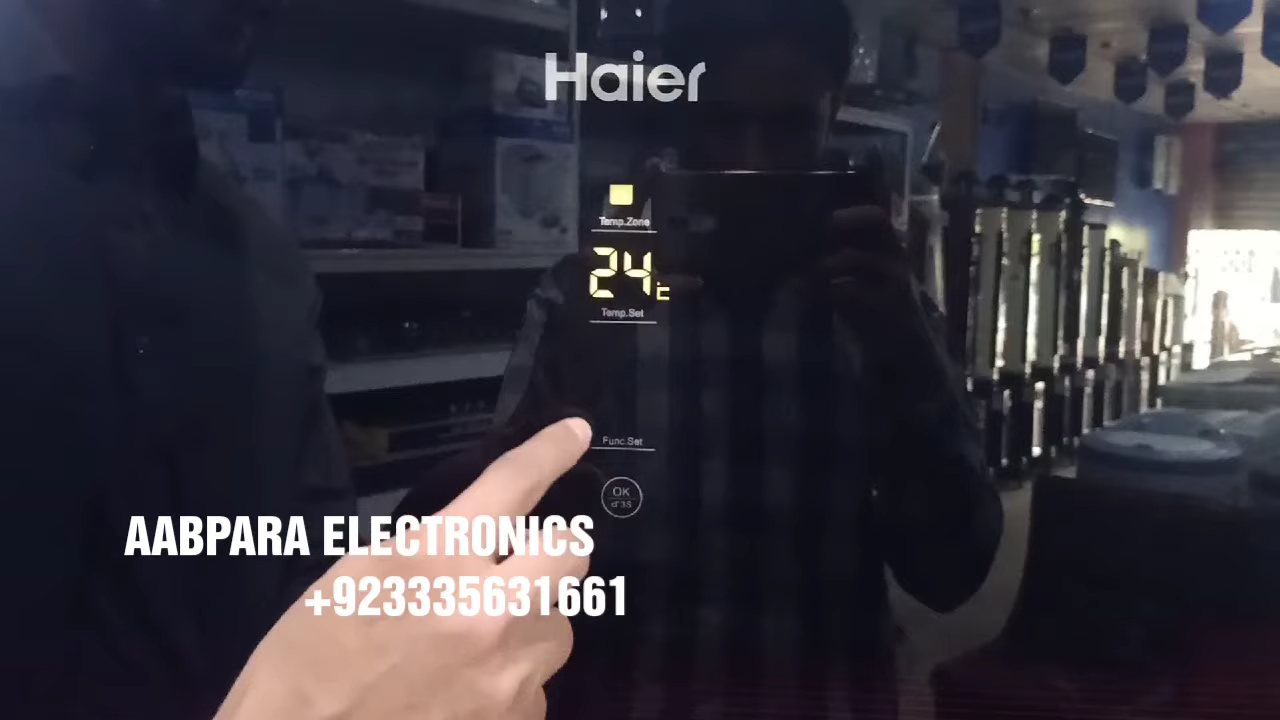 Haier
Temp.Zone
24℃
Temp.Set
Func.Set
OK
AABPARA ELECTRONICS
+923335631661